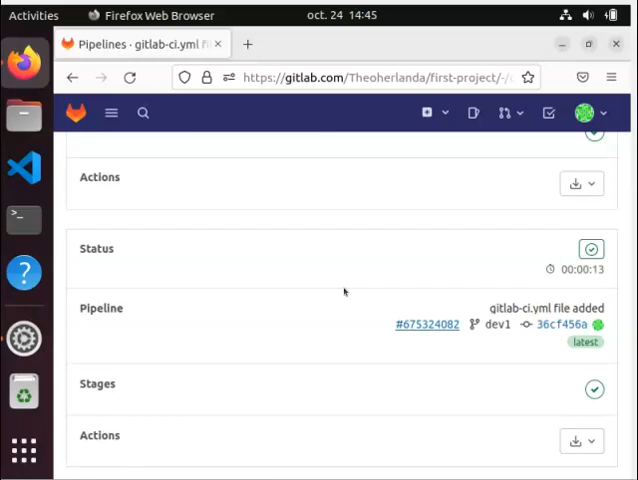 Activities
Firefox Web Browser
oct. 24 14:45
Pipelines · gitlab-ci.yml fi
https://gitlab.com/Theoherlanda/first-project/-/
Actions
Status
00:00:13
Pipeline
gitlab-ci.yml file added
#675324082 dev1 36cf456a
latest
Stages
Actions